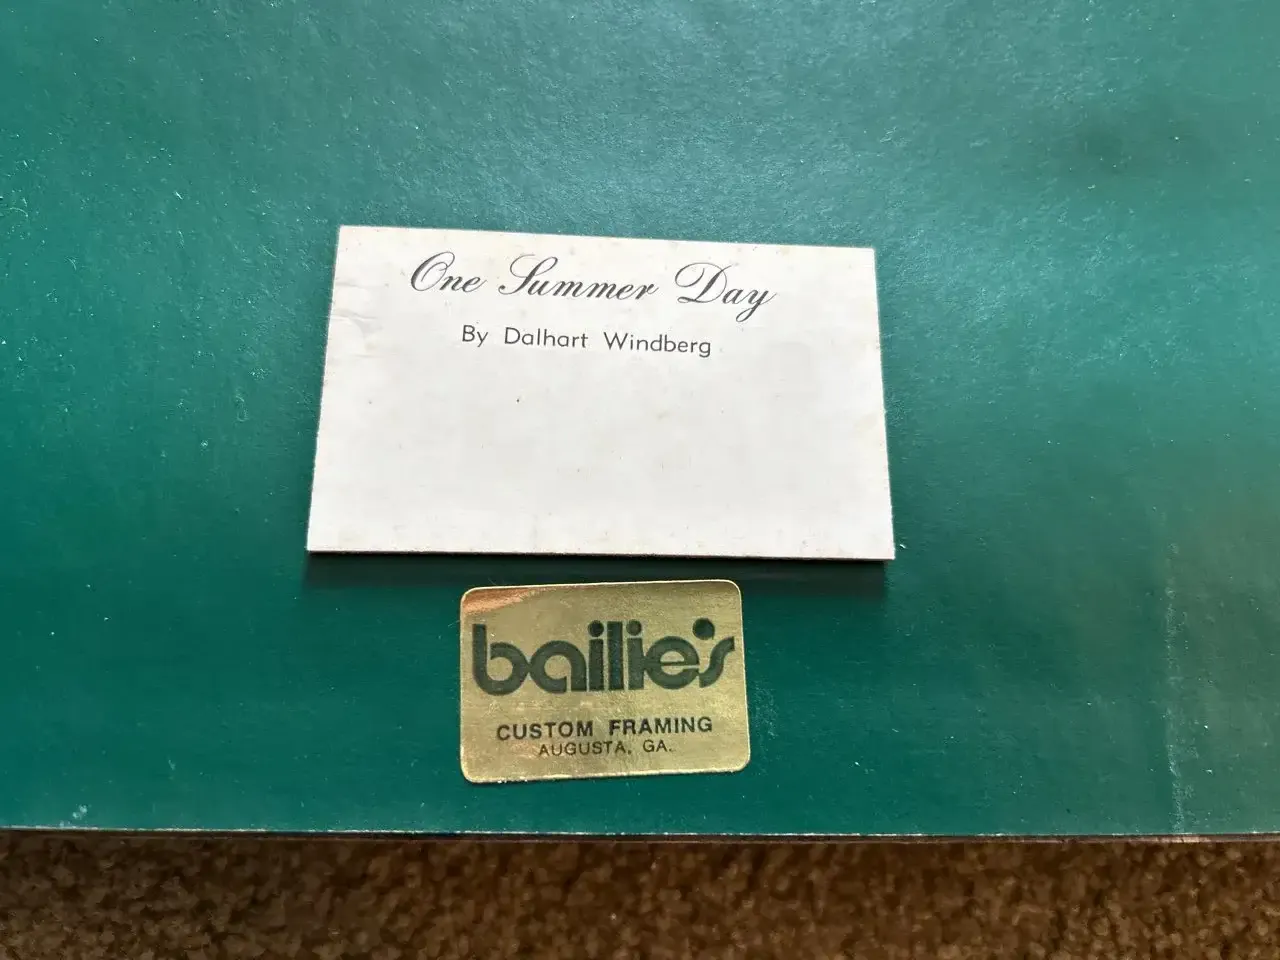 One Summer Day
By Dalhart Windberg
bailie's
CUSTOM FRAMING
AUGUSTA, GA.